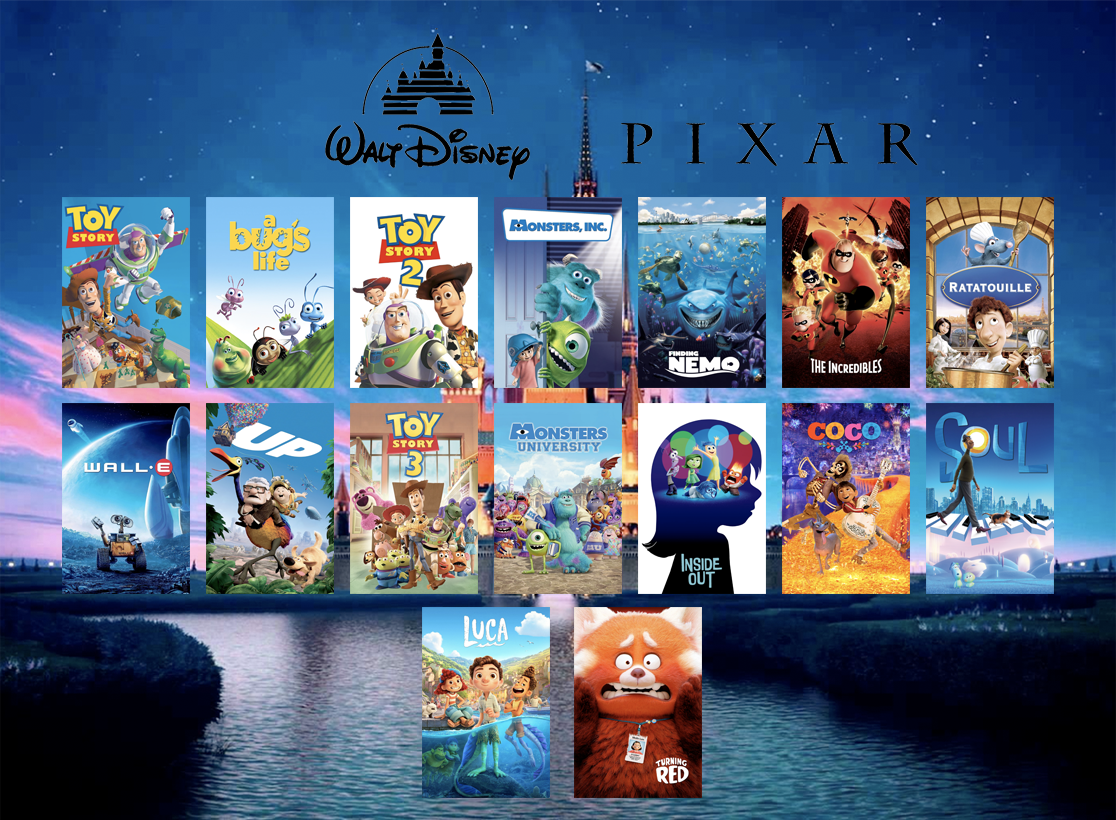 WALT DISNEY
PIXAR
TOY
STORY
a
bug's
life
TOY
STORY
2
MONSTERS, INC.
FINDING
NEMO
THE INCREDIBLES
RATATOUILLE
WALL·E
UP
TOY
STORY
3
MONSTERS
UNIVERSITY
INSIDE
OUT
COCO
SOUL
LUCA
TURNING
RED